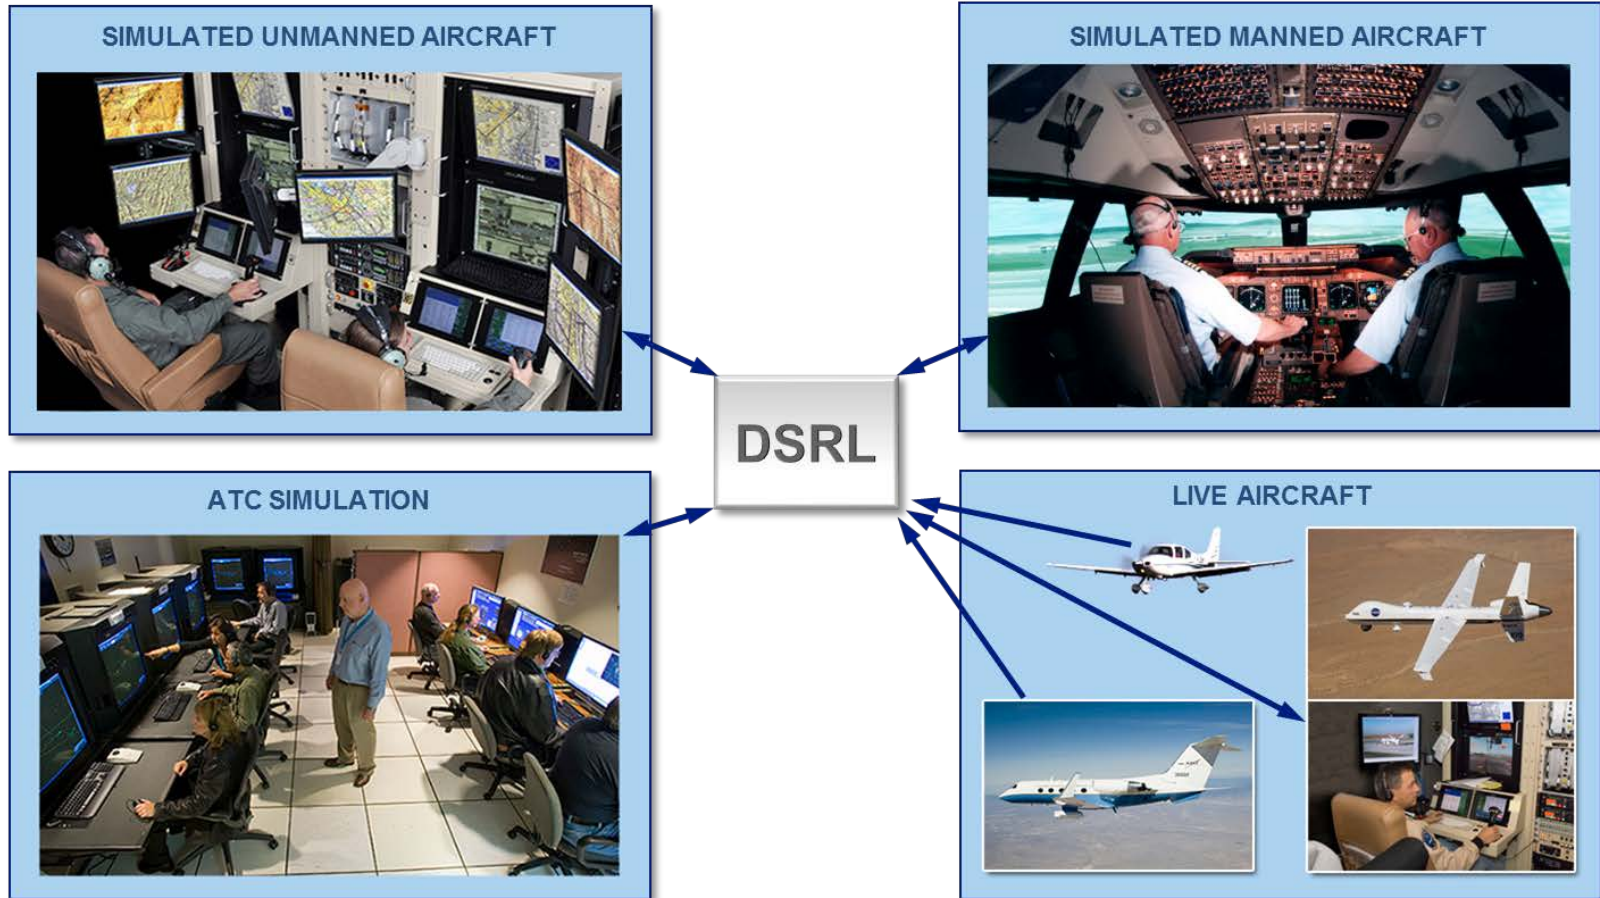 SIMULATED UNMANNED AIRCRAFT
SIMULATED MANNED AIRCRAFT
DSRL
ATC SIMULATION
LIVE AIRCRAFT